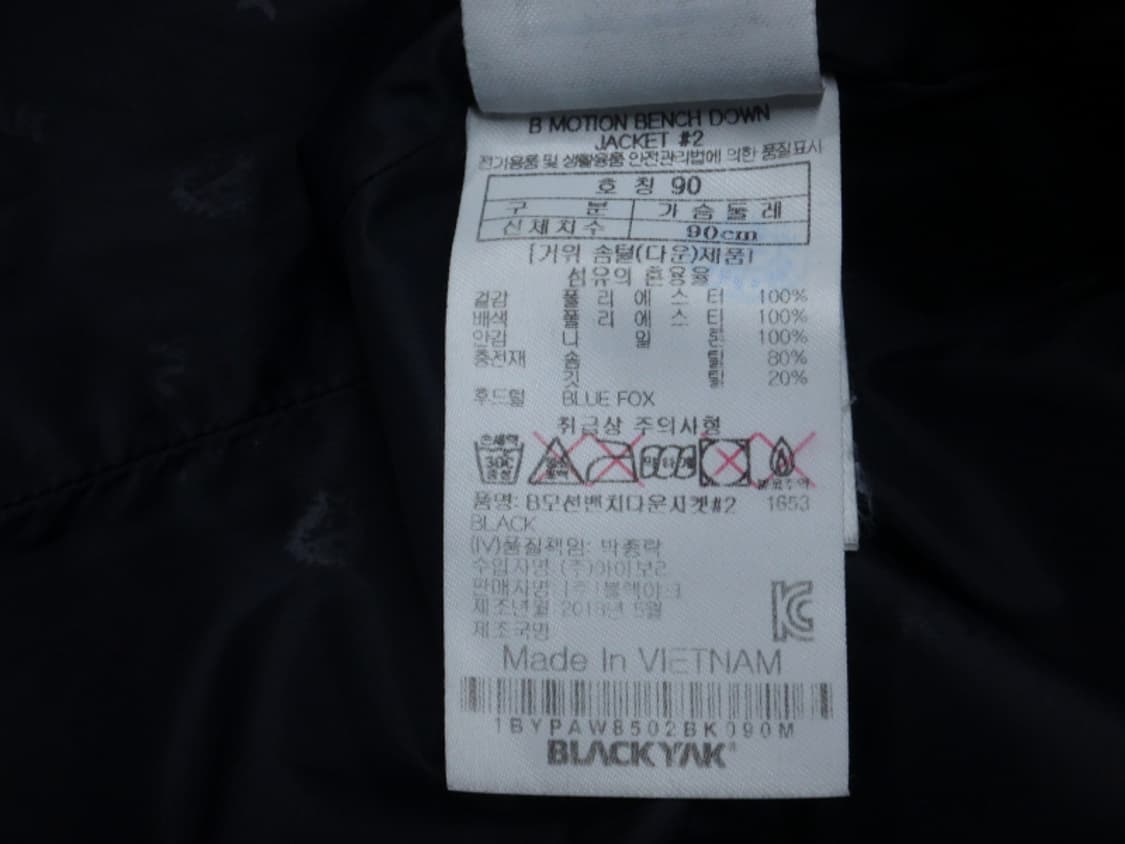 B MOTION BENCH DOWN
JACKET #2
전기용품 및 생활용품 안전관리법에 의한 품질표시
호 칭 90
구 분 가슴둘레
신체치수 90cm
[거위 솜털(다운)제품]
섬유의 혼용율
겉감 폴리에스터 100%
배색 폴리에스터 100%
안감 나일론 100%
충전재 솜털 80%
깃털 20%
후드털 BLUE FOX
취급상 주의사형
손세탁
30C
중성
품명: B모션벤치다운자켓#2 1653
BLACK
(IV)품질책임: 박종락
수입자명 (주)아이보리
판매자명 (주)블랙야크
제조년월 2018년 5월
제조국명
Made In VIETNAM
1BYPAW8502BK090M
BLACKYAK